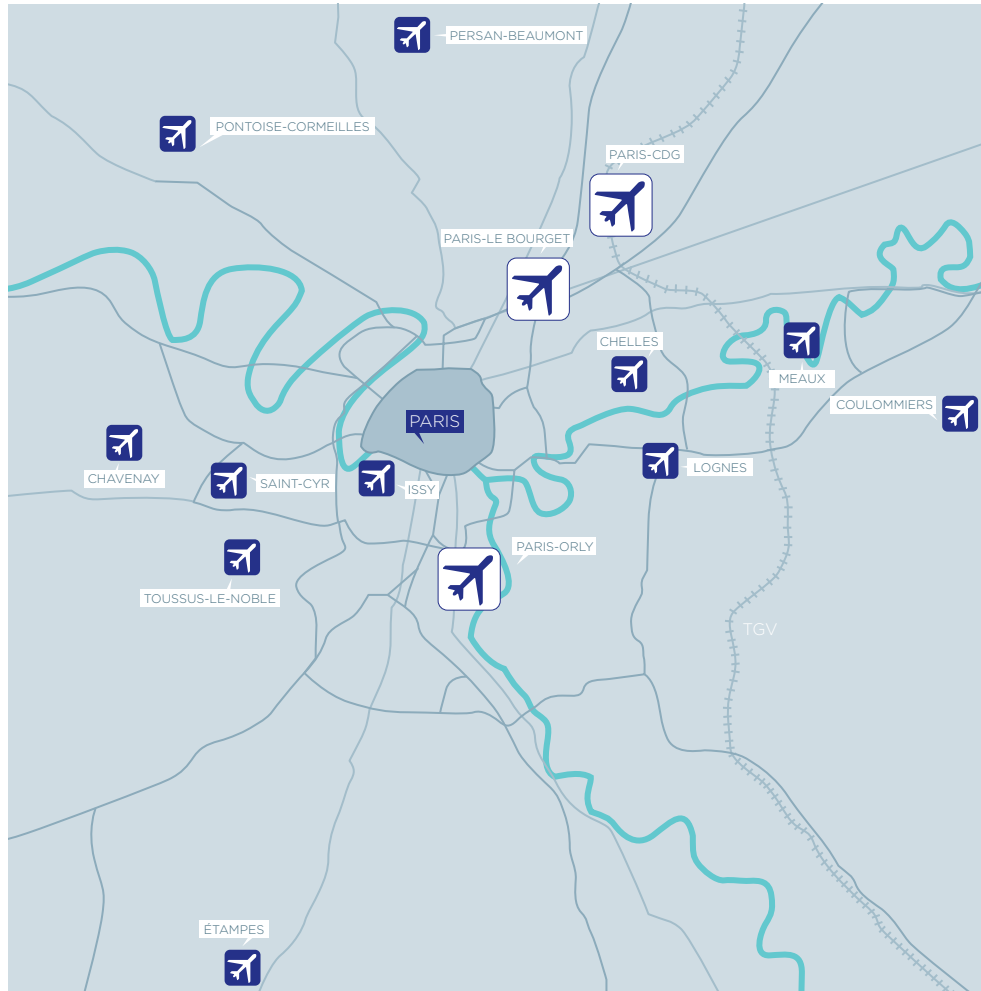 PERSAN-BEAUMONT
PONTOISE-CORMEILLES
PARIS-CDG
PARIS-LE BOURGET
CHELLES
MEAUX
COULOMMIERS
PARIS
CHAVENAY
SAINT-CYR
ISSY
LOGNES
PARIS-ORLY
TOUSSUS-LE-NOBLE
TGV
ÉTAMPES